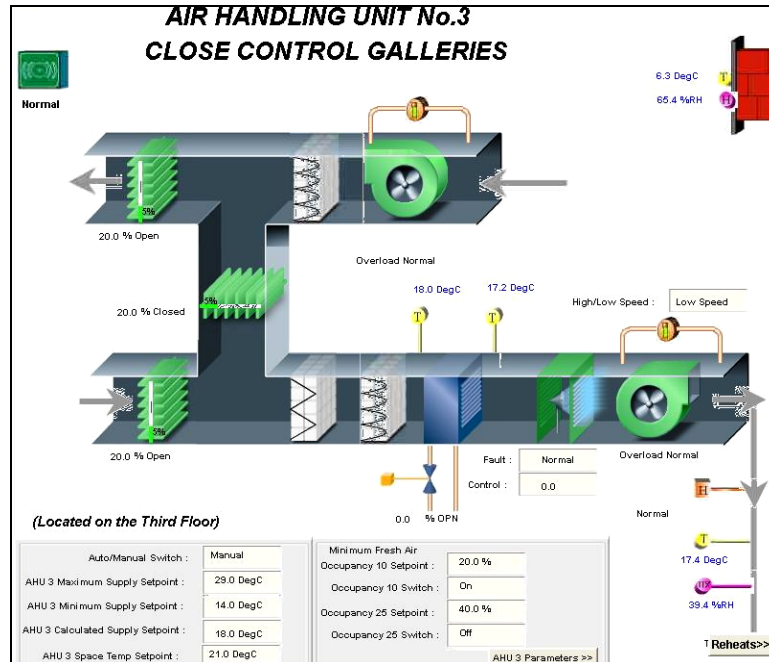 AIR HANDLING UNIT No.3
CLOSE CONTROL GALLERIES
Normal
6.3 DegC
T
65.4 %RH
H
5%
20.0 % Open
Overload Normal
18.0 DegC
17.2 DegC
T
T
High/Low Speed : Low Speed
5%
20.0 % Closed
5%
20.0 % Open
Fault : Normal
Overload Normal
Control : 0.0
H
0.0 % OPN
Normal
(Located on the Third Floor)
T
17.4 DegC
39.4 %RH
T Reheats>>
Auto/Manual Switch : Manual
AHU 3 Maximum Supply Setpoint : 29.0 DegC
AHU 3 Minimum Supply Setpoint : 14.0 DegC
AHU 3 Calculated Supply Setpoint : 18.0 DegC
AHU 3 Space Temp Setpoint : 21.0 DegC
Minimum Fresh Air
Occupancy 10 Setpoint : 20.0 %
Occupancy 10 Switch : On
Occupancy 25 Setpoint : 40.0 %
Occupancy 25 Switch : Off
AHU 3 Parameters >>